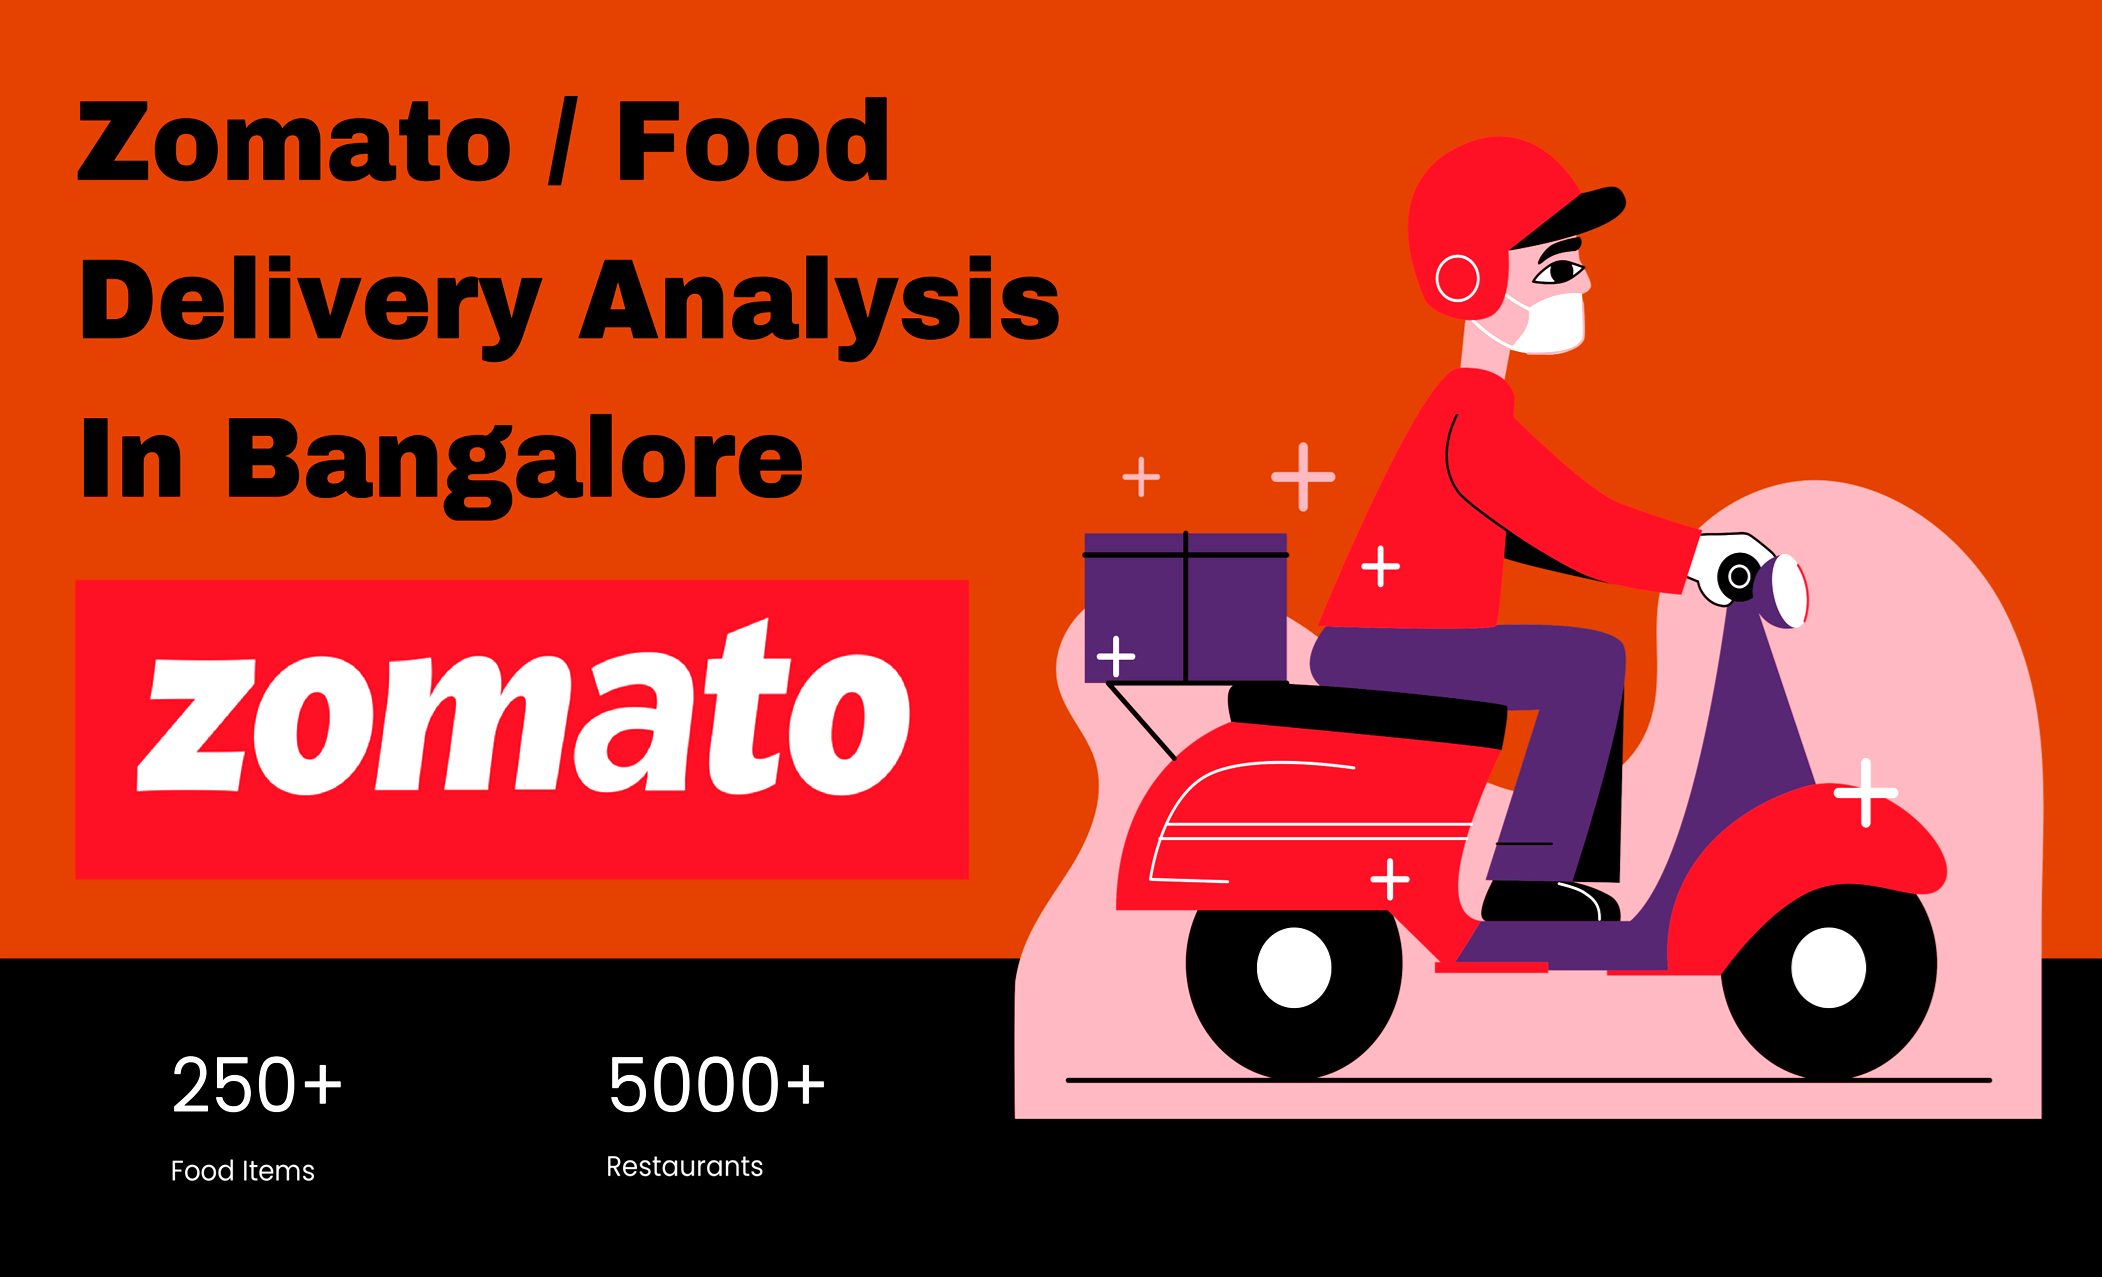 Zomato / Food
Delivery Analysis
In Bangalore
zomato
250+
Food Items
5000+
Restaurants